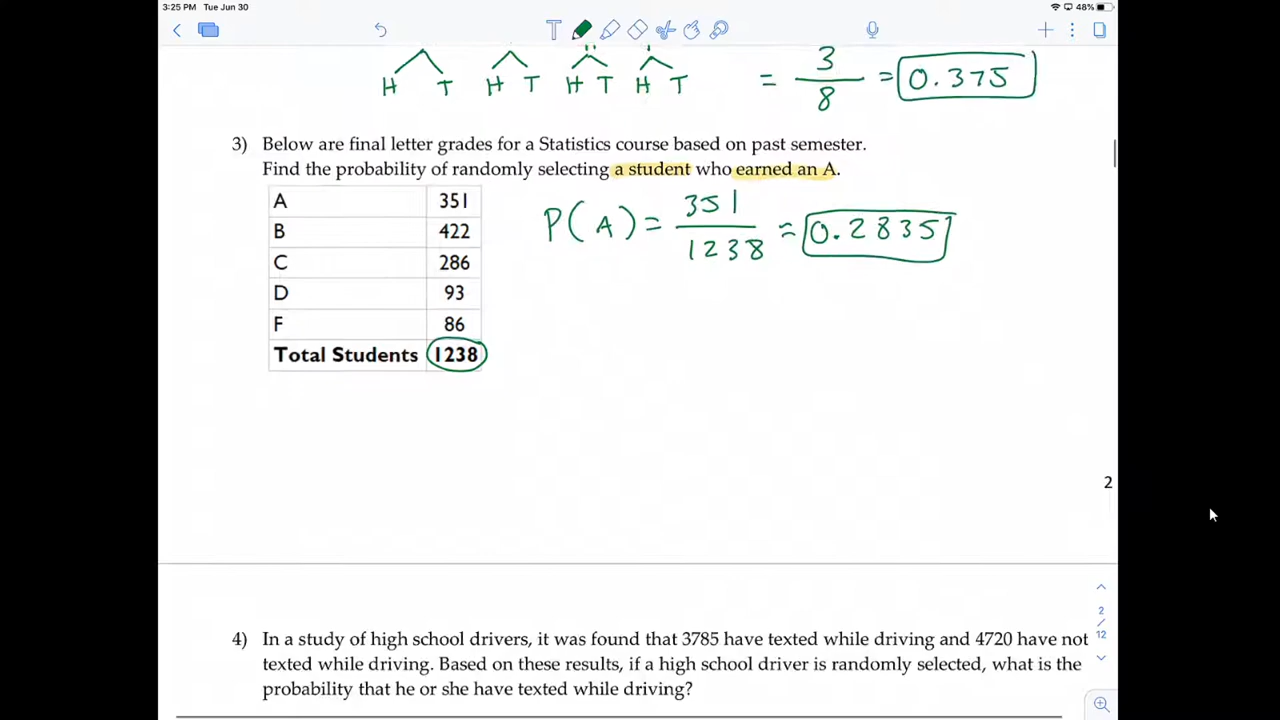 3:25 PM Tue Jun 30
48%
T
H T H T H T H T
= 3/8 = 0.375
3) Below are final letter grades for a Statistics course based on past semester.
Find the probability of randomly selecting a student who earned an A.
A 351
B 422
C 286
D 93
F 86
Total Students 1238
P(A) = 351/1238 ≈ 0.2835
2
4) In a study of high school drivers, it was found that 3785 have texted while driving and 4720 have not
texted while driving. Based on these results, if a high school driver is randomly selected, what is the
probability that he or she have texted while driving?
2
/
12